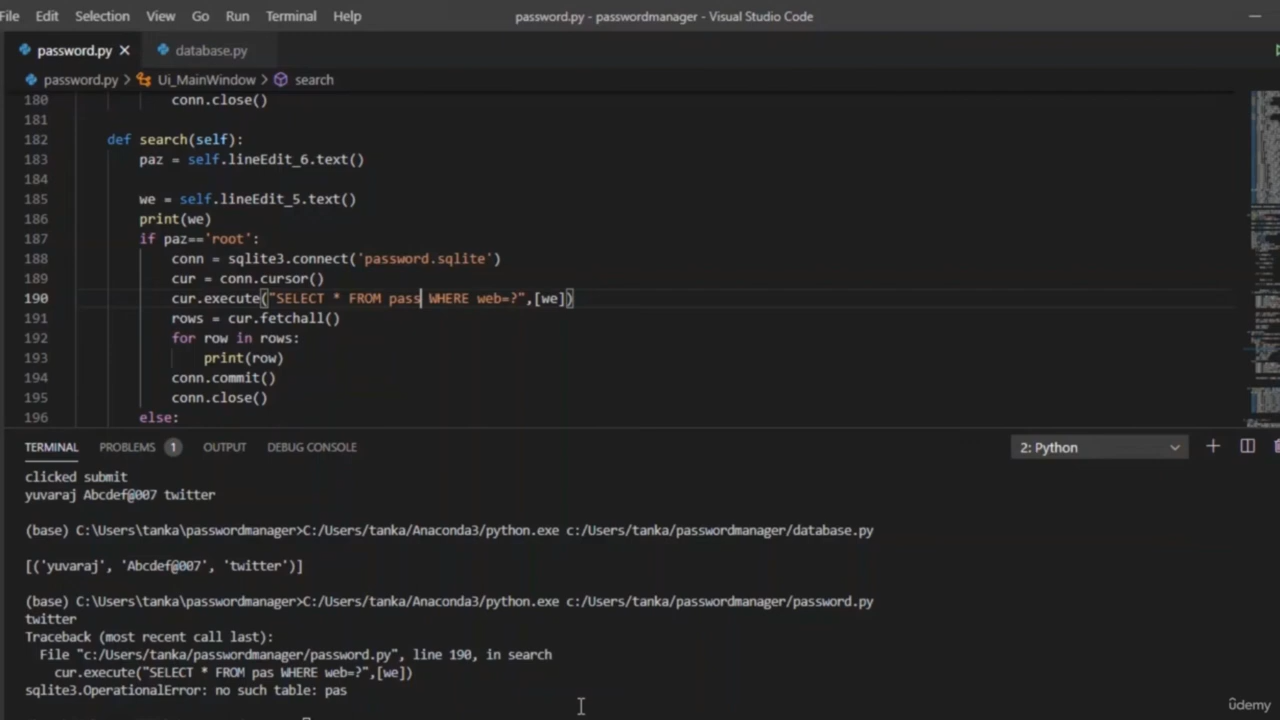 File Edit Selection View Go Run Terminal Help password.py - passwordmanager - Visual Studio Code
password.py database.py
password.py > Ui_MainWindow > search
180 conn.close()
181
182 def search(self):
183 paz = self.lineEdit_6.text()
184
185 we = self.lineEdit_5.text()
186 print(we)
187 if paz=='root':
188 conn = sqlite3.connect('password.sqlite')
189 cur = conn.cursor()
190 cur.execute("SELECT * FROM pass WHERE web=?",[we])
191 rows = cur.fetchall()
192 for row in rows:
193 print(row)
194 conn.commit()
195 conn.close()
196 else:
TERMINAL PROBLEMS 1 OUTPUT DEBUG CONSOLE 2: Python
clicked submit
yuvaraj Abcdef@007 twitter
(base) C:\Users\tanka\passwordmanager>C:/Users/tanka/Anaconda3/python.exe c:/Users/tanka/passwordmanager/database.py
[('yuvaraj', 'Abcdef@007', 'twitter')]
(base) C:\Users\tanka\passwordmanager>C:/Users/tanka/Anaconda3/python.exe c:/Users/tanka/passwordmanager/password.py
twitter
Traceback (most recent call last):
File "c:/Users/tanka/passwordmanager/password.py", line 190, in search
cur.execute("SELECT * FROM pas WHERE web=?",[we])
sqlite3.OperationalError: no such table: pas
ûdemy